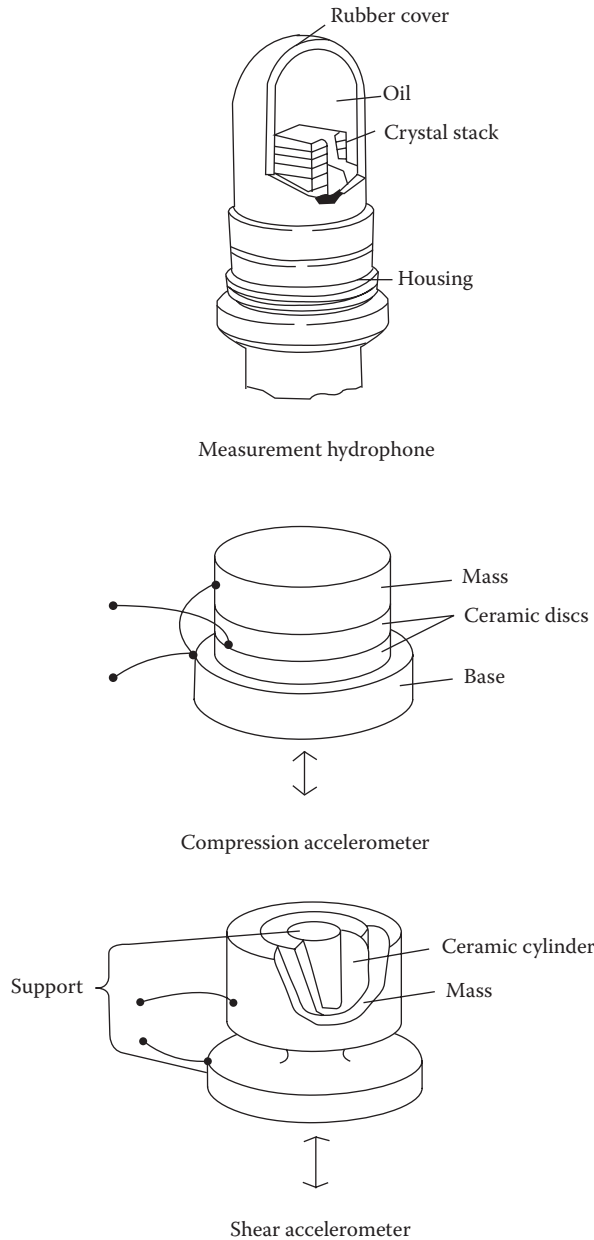 Rubber cover
Oil
Crystal stack
Housing
Measurement hydrophone
Mass
Ceramic discs
Base
Compression accelerometer
Ceramic cylinder
Support
Mass
Shear accelerometer